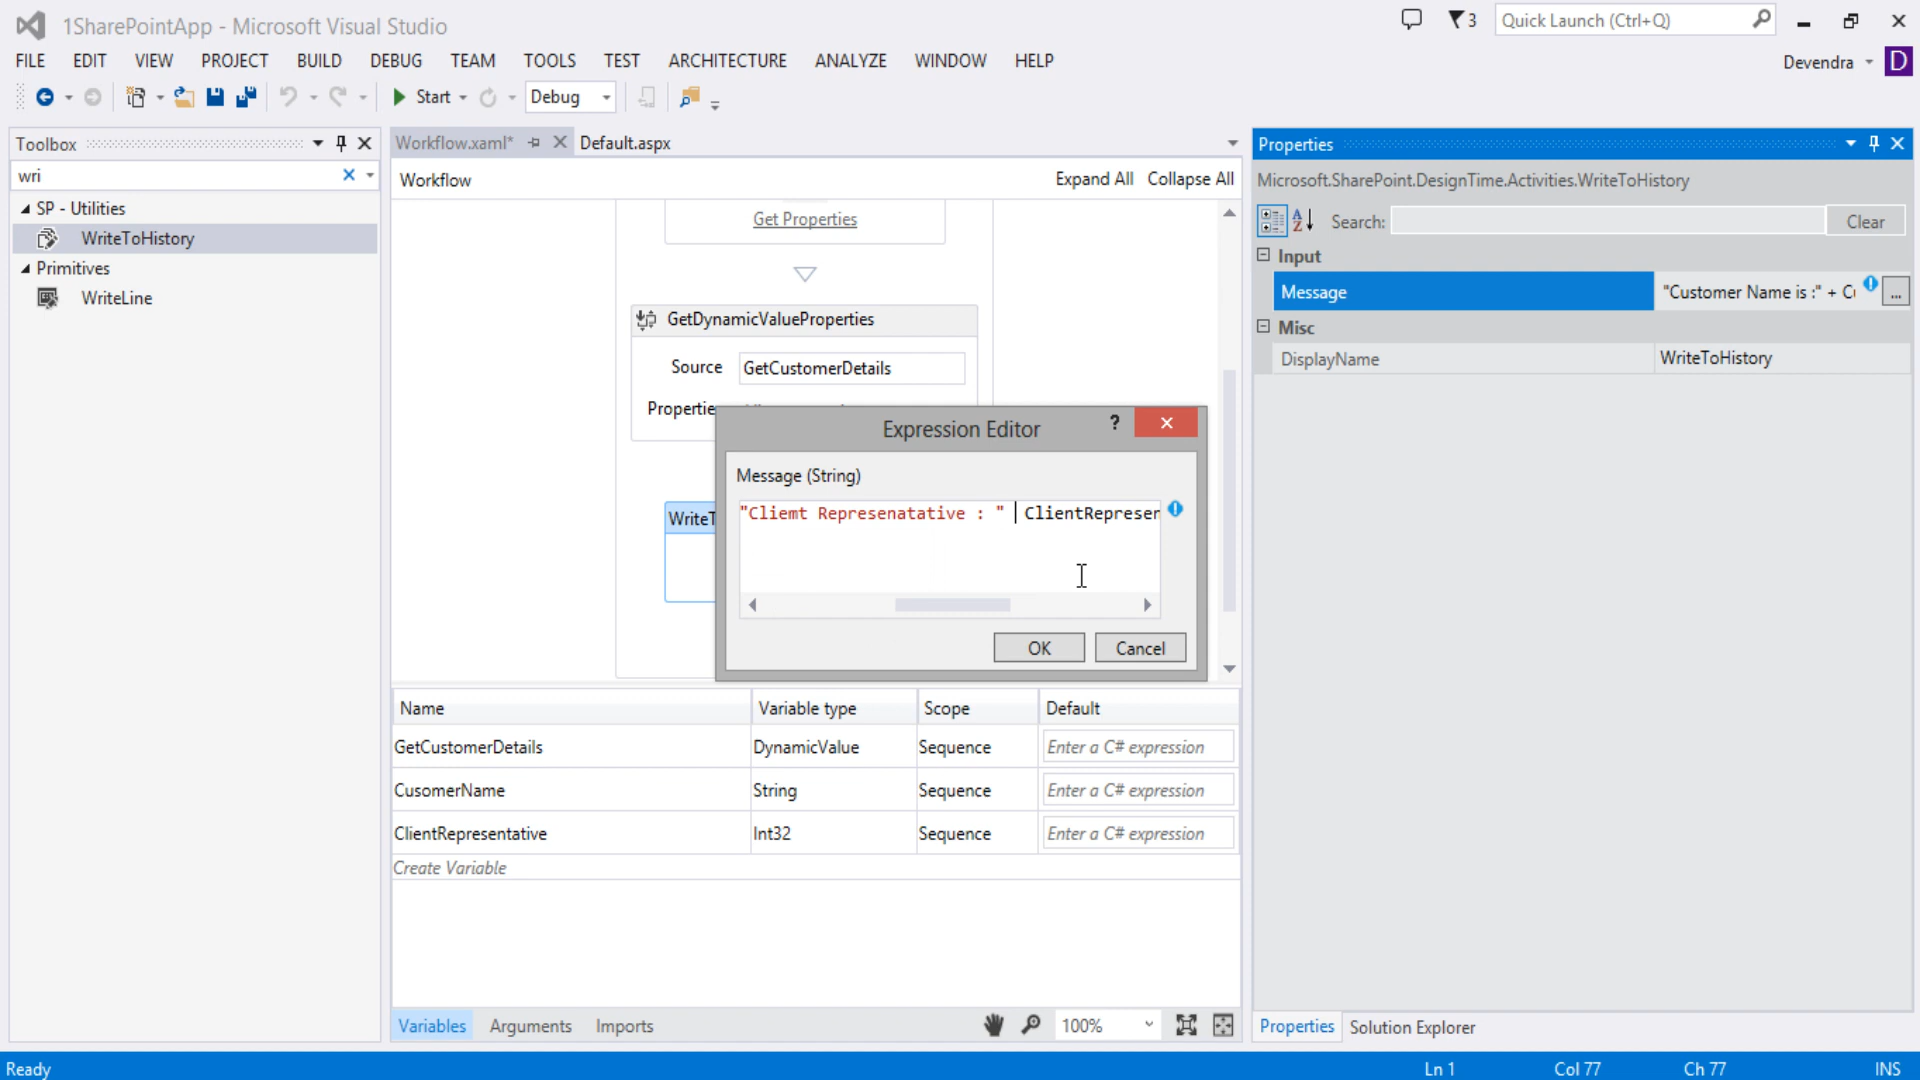 1SharePointApp - Microsoft Visual Studio
3
Quick Launch (Ctrl+Q)
FILE EDIT VIEW PROJECT BUILD DEBUG TEAM TOOLS TEST ARCHITECTURE ANALYZE WINDOW HELP
Devendra
D
Start
Debug
Toolbox
wri
SP - Utilities
WriteToHistory
Primitives
WriteLine
Workflow.xaml*
Default.aspx
Workflow
Expand All Collapse All
Get Properties
GetDynamicValueProperties
Source
GetCustomerDetails
Propertie
WriteT
Expression Editor
?
Message (String)
"Cliemt Represenatative : " ClientRepresen
OK
Cancel
Name Variable type Scope Default
GetCustomerDetails DynamicValue Sequence Enter a C# expression
CusomerName String Sequence Enter a C# expression
ClientRepresentative Int32 Sequence Enter a C# expression
Create Variable
Variables Arguments Imports
100%
Properties
Microsoft.SharePoint.DesignTime.Activities.WriteToHistory
Search:
Clear
Input
Message "Customer Name is :" + Cu
...
Misc
DisplayName WriteToHistory
Properties Solution Explorer
Ready
Ln 1 Col 77 Ch 77 INS